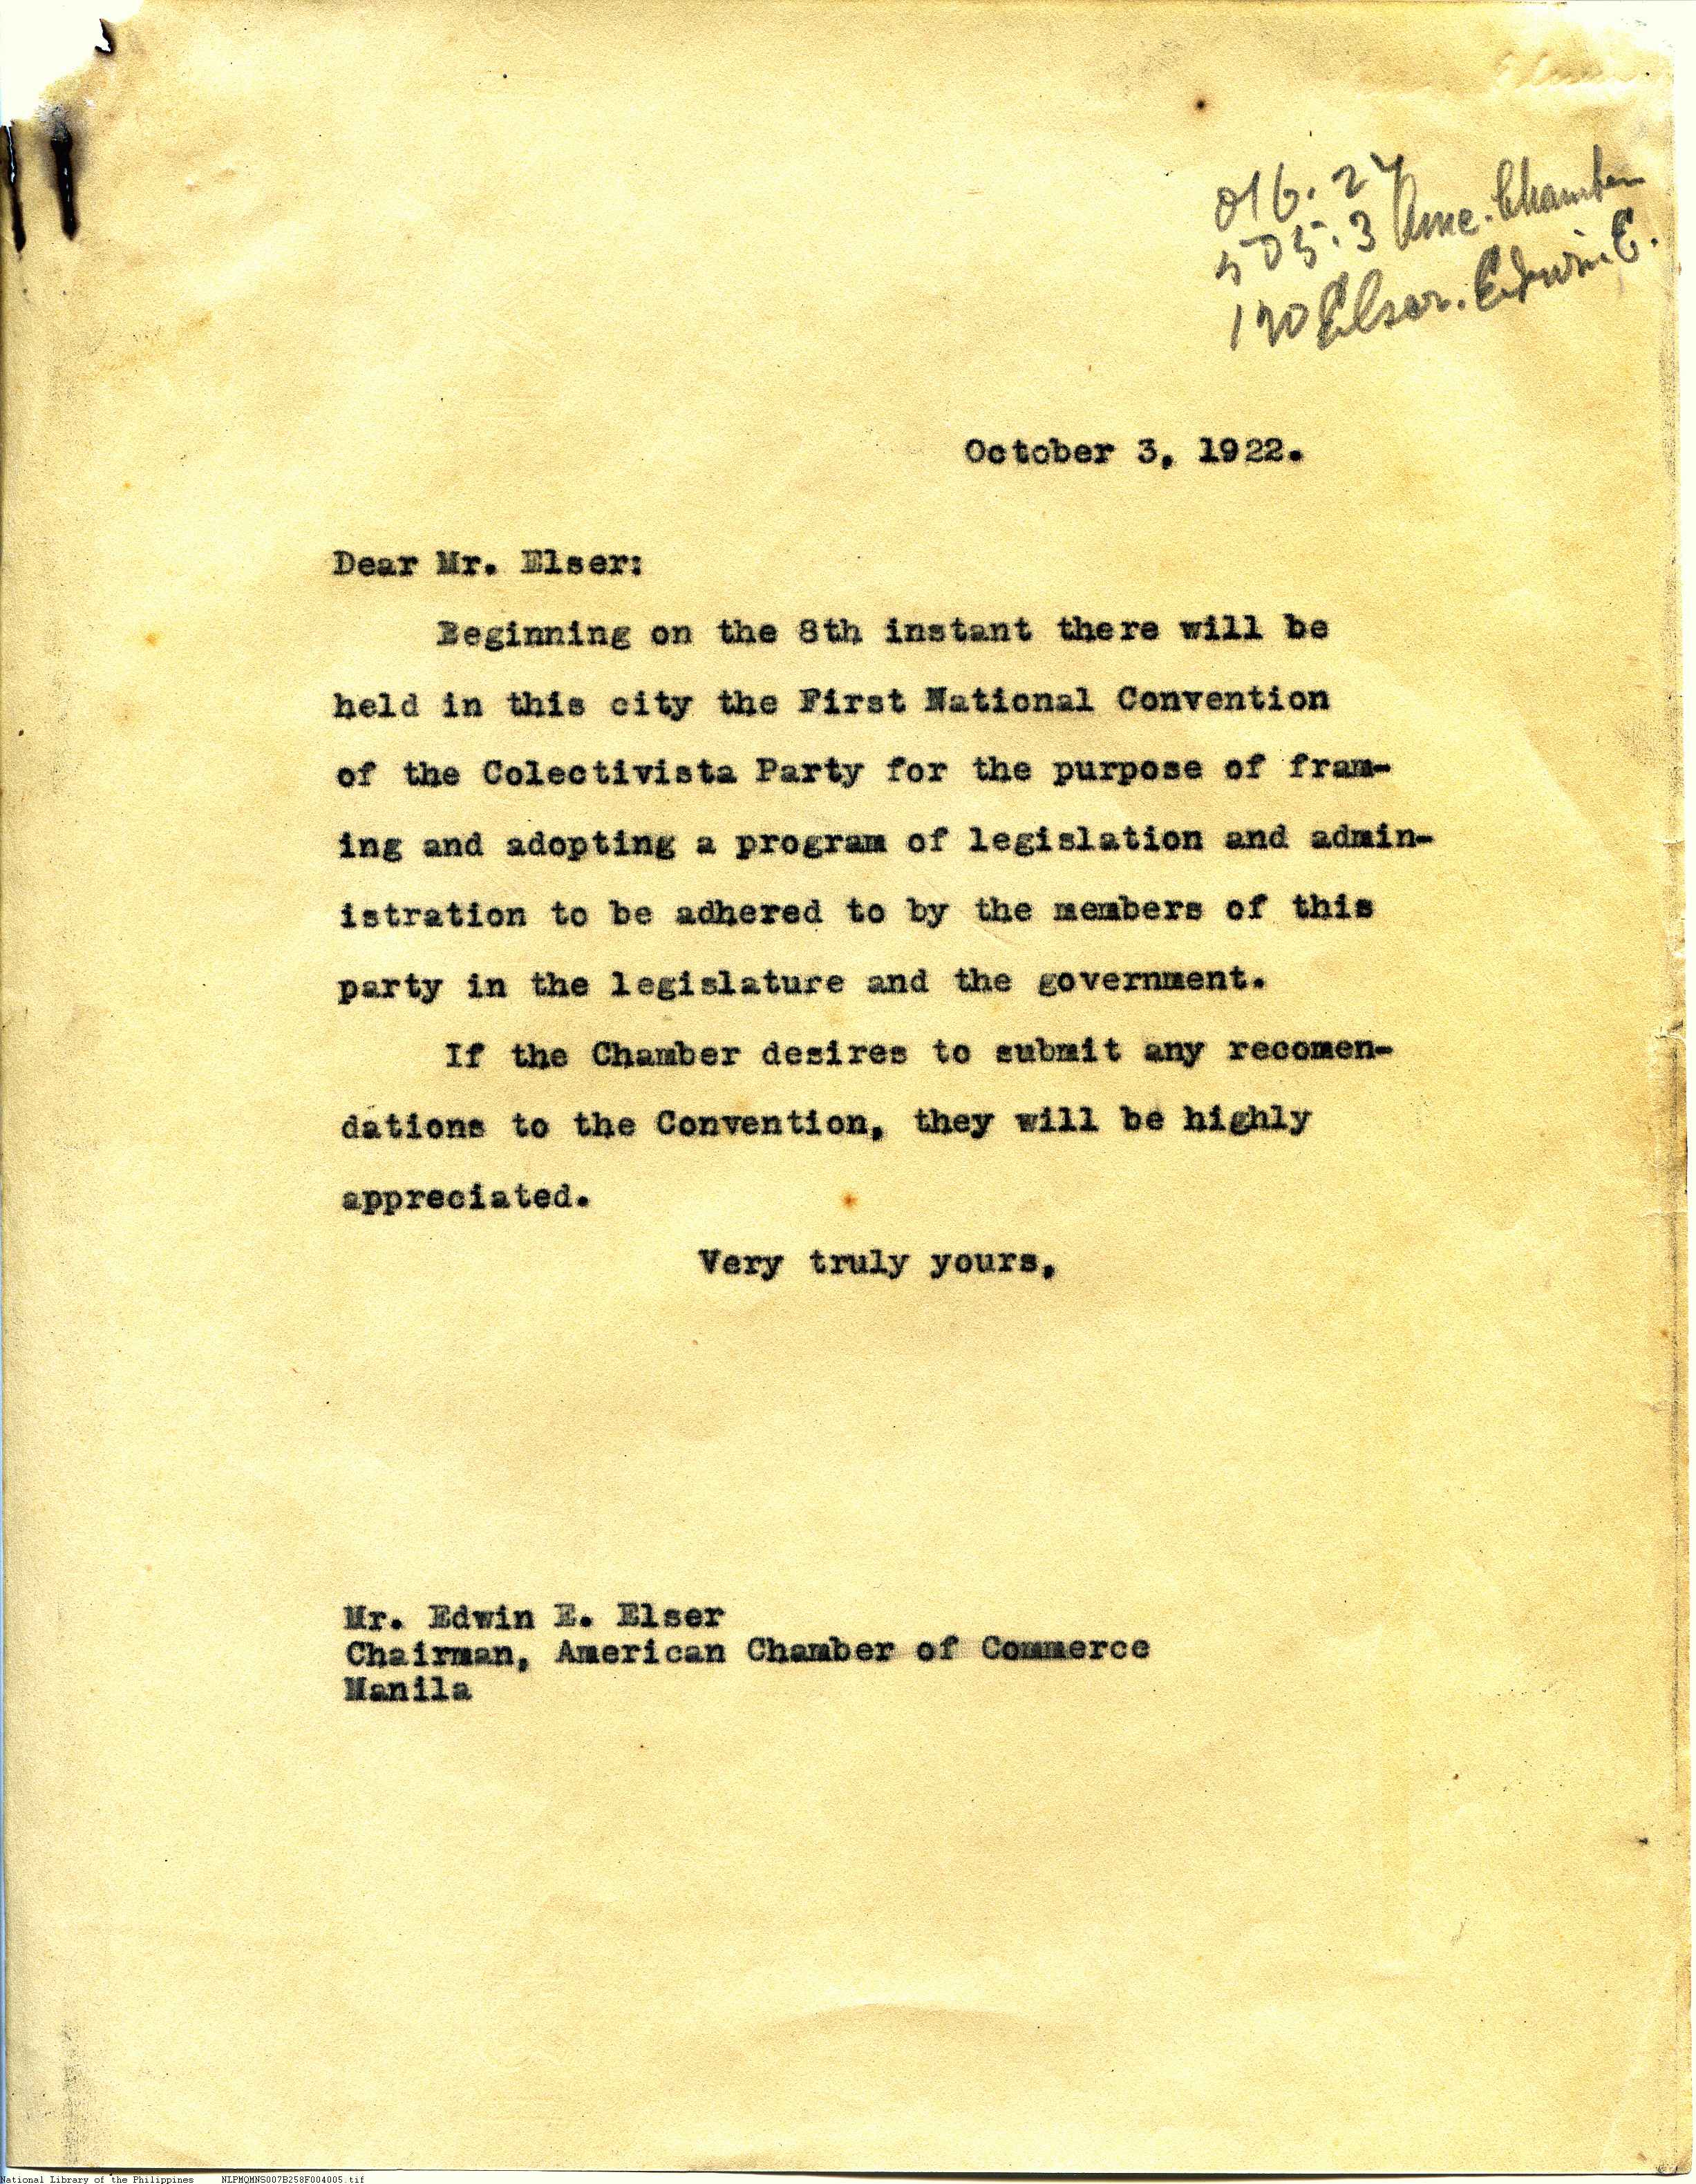 016.27
505.3 Ame. Chamber
170 Elser. Edwin E.
October 3, 1922.
Dear Mr. Elser:
Beginning on the 8th instant there will be
held in this city the First National Convention
of the Colectivista Party for the purpose of fram-
ing and adopting a program of legislation and admin-
istration to be adhered to by the members of this
party in the legislature and the government.
If the Chamber desires to submit any recomen-
dations to the Convention, they will be highly
appreciated.
Very truly yours,
Mr. Edwin E. Elser
Chairman, American Chamber of Commerce
Manila
National Library of the Philippines NLPMQMNS007B258F004005.tif